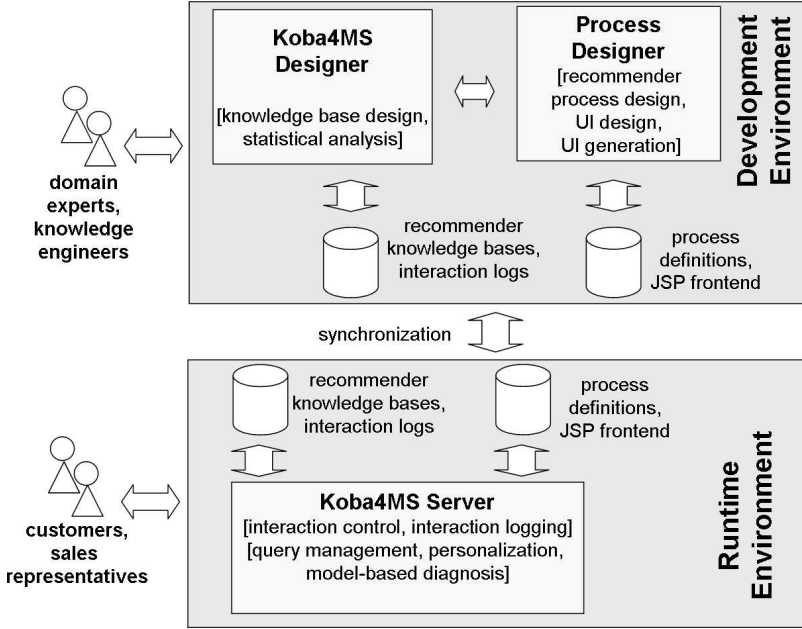 Koba4MS
Designer
[knowledge base design,
statistical analysis]
Process
Designer
[recommender
process design,
UI design,
UI generation]
Development
Environment
domain
experts,
knowledge
engineers
recommender
knowledge bases,
interaction logs
process
definitions,
JSP frontend
synchronization
recommender
knowledge bases,
interaction logs
process
definitions,
JSP frontend
Runtime
Environment
customers,
sales
representatives
Koba4MS Server
[interaction control, interaction logging]
[query management, personalization,
model-based diagnosis]